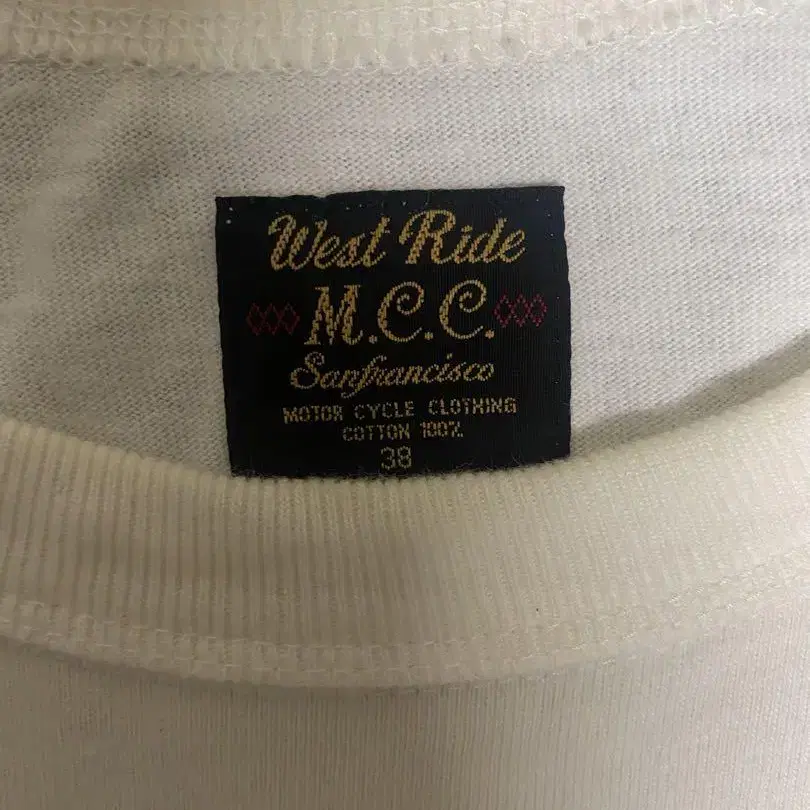 West Ride
M.C.C.
Sanfrancisco
MOTOR CYCLE CLOTHING
COTTON 100%
38